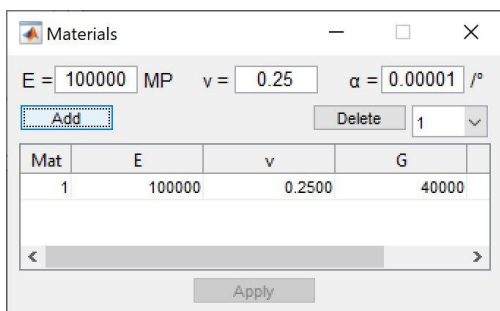 Materials
E = 100000 MP v = 0.25 α = 0.00001 /°
Add Delete 1
Mat E v G
1 100000 0.2500 40000
Apply